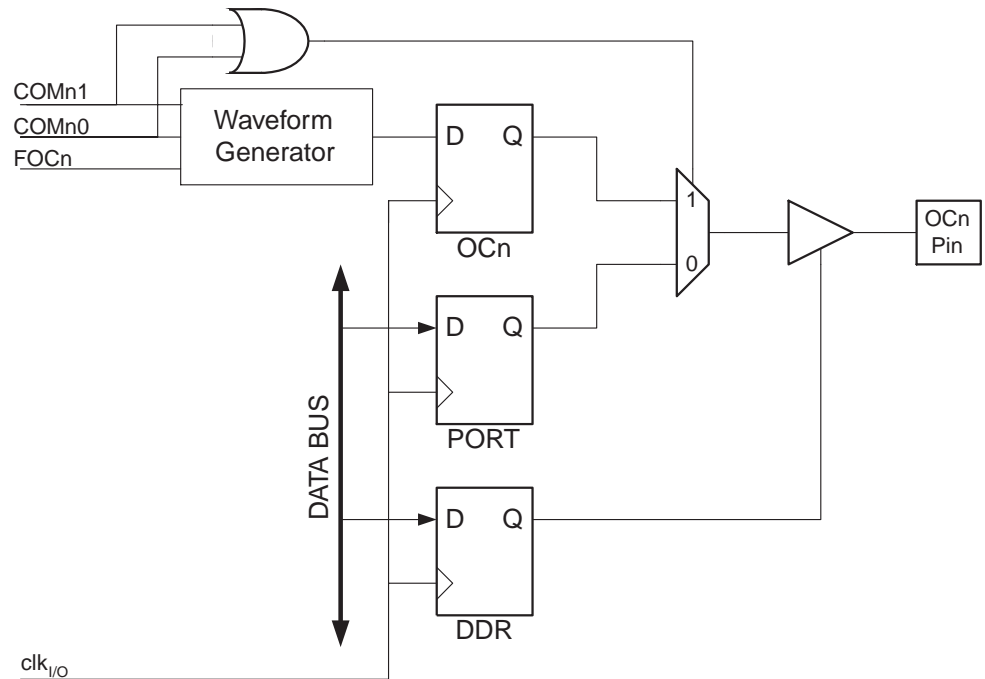 COMn1
COMn0
FOCn
Waveform
Generator
D Q
OCn
1
0
OCn
Pin
D Q
PORT
DATA BUS
D Q
DDR
clkI/O